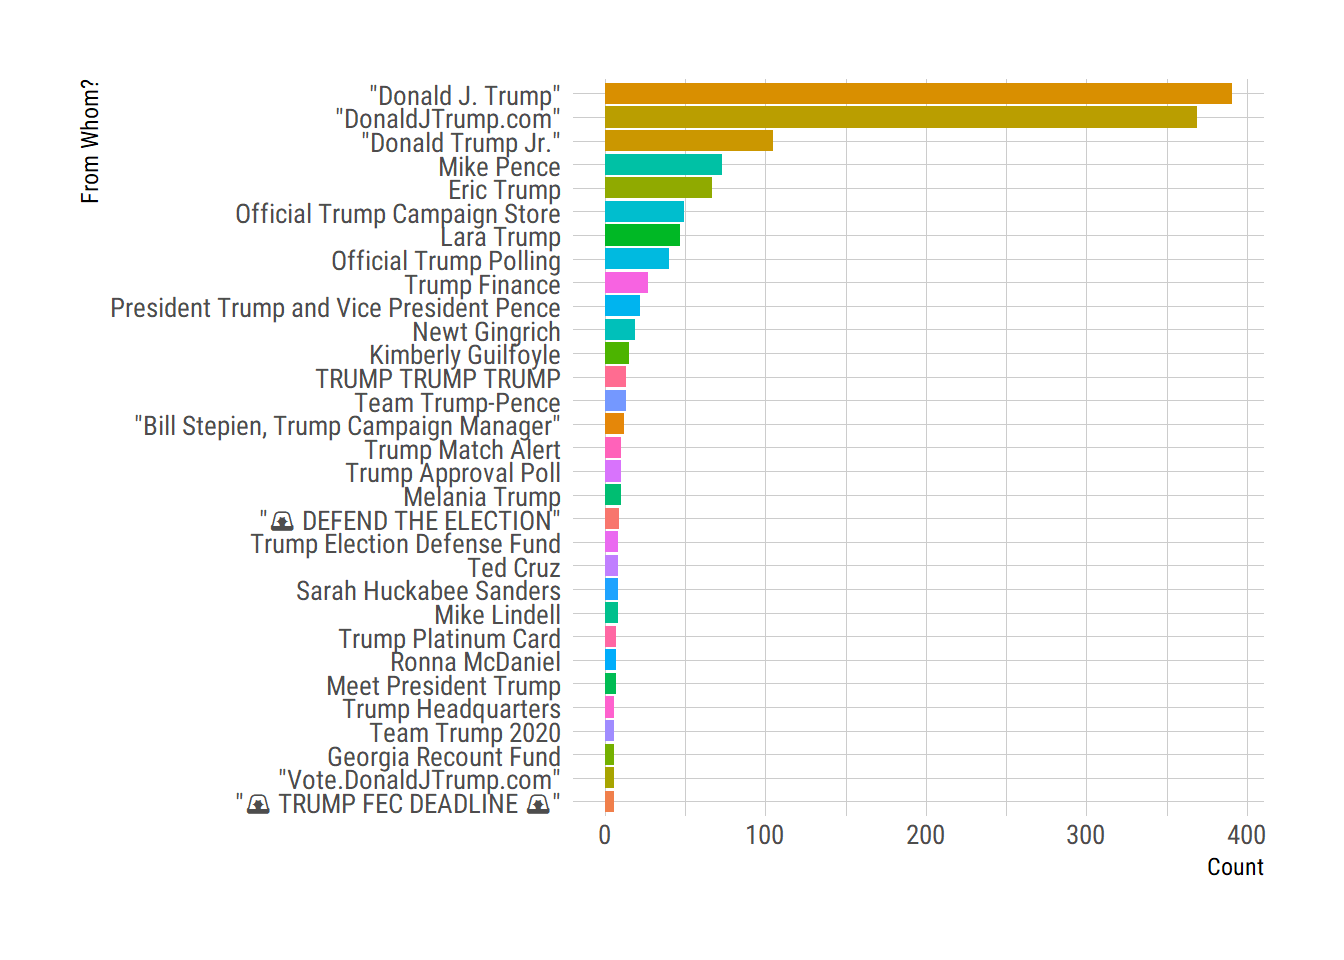 From Whom?
"Donald J. Trump"
"DonaldJTrump.com"
"Donald Trump Jr."
Mike Pence
Eric Trump
Official Trump Campaign Store
Lara Trump
Official Trump Polling
Trump Finance
President Trump and Vice President Pence
Newt Gingrich
Kimberly Guilfoyle
TRUMP TRUMP TRUMP
Team Trump-Pence
"Bill Stepien, Trump Campaign Manager"
Trump Match Alert
Trump Approval Poll
Melania Trump
"🚨 DEFEND THE ELECTION"
Trump Election Defense Fund
Ted Cruz
Sarah Huckabee Sanders
Mike Lindell
Trump Platinum Card
Ronna McDaniel
Meet President Trump
Trump Headquarters
Team Trump 2020
Georgia Recount Fund
"Vote.DonaldJTrump.com"
"🚨 TRUMP FEC DEADLINE 🚨"
0 100 200 300 400
Count